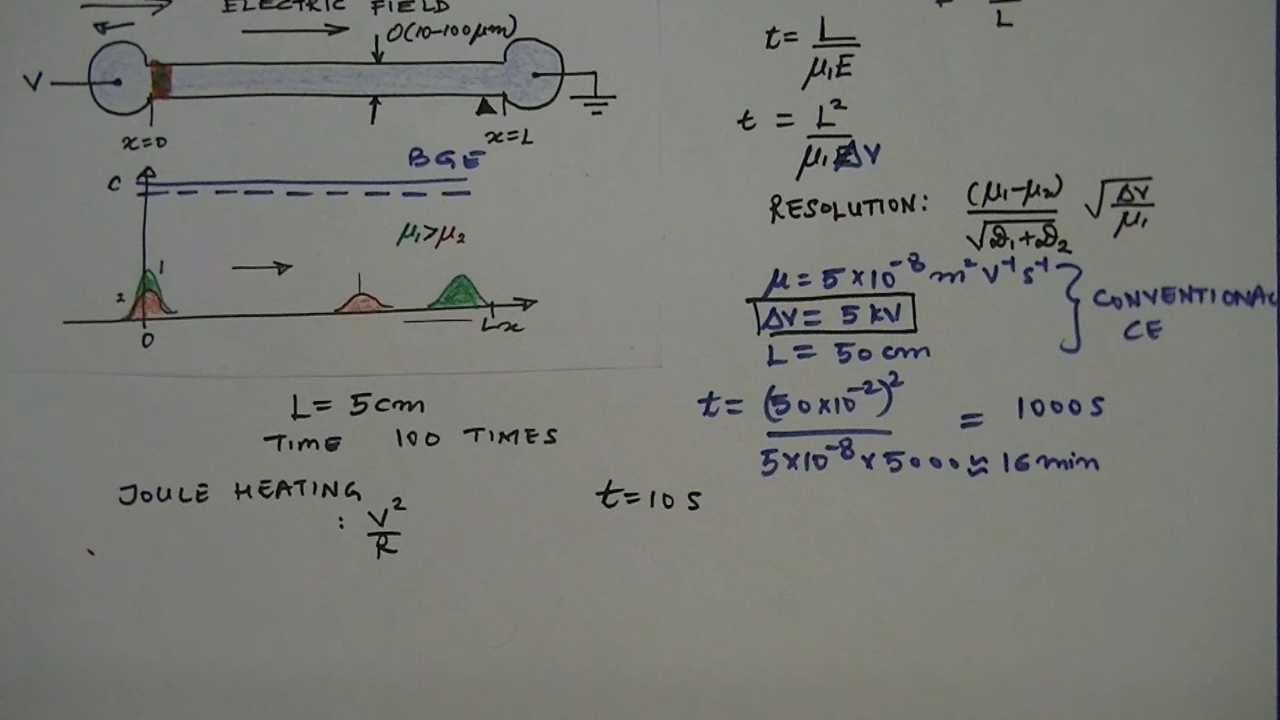 ELECTRIC FIELD
O(10-100μm)
V
x=0
x=L
BGE
C
μ₁>μ₂
1
2
0
L x
L= 5cm
TIME 100 TIMES
JOULE HEATING
: V²/R
t=10 s
L
t= L/μ₁E
t = L²/μ₁ΔV
RESOLUTION: (μ₁-μ₂)/√(D₁+D₂) √(ΔV/μ₁)
μ = 5×10⁻⁸ m² V⁻¹ s⁻¹
ΔV= 5 kV
L = 50 cm
CONVENTIONAL
CE
t= (50×10⁻²)²/5×10⁻⁸×5000 = 1000 s
≈ 16 min